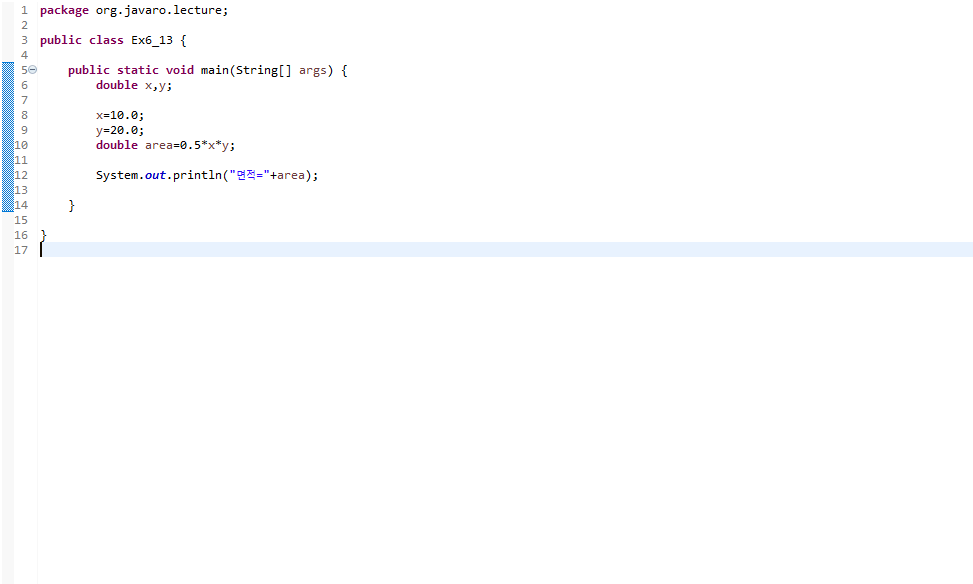 1 package org.javaro.lecture;
2
3 public class Ex6_13 {
4
5 public static void main(String[] args) {
6 double x,y;
7
8 x=10.0;
9 y=20.0;
10 double area=0.5*x*y;
11
12 System.out.println("면적="+area);
13
14 }
15
16 }
17